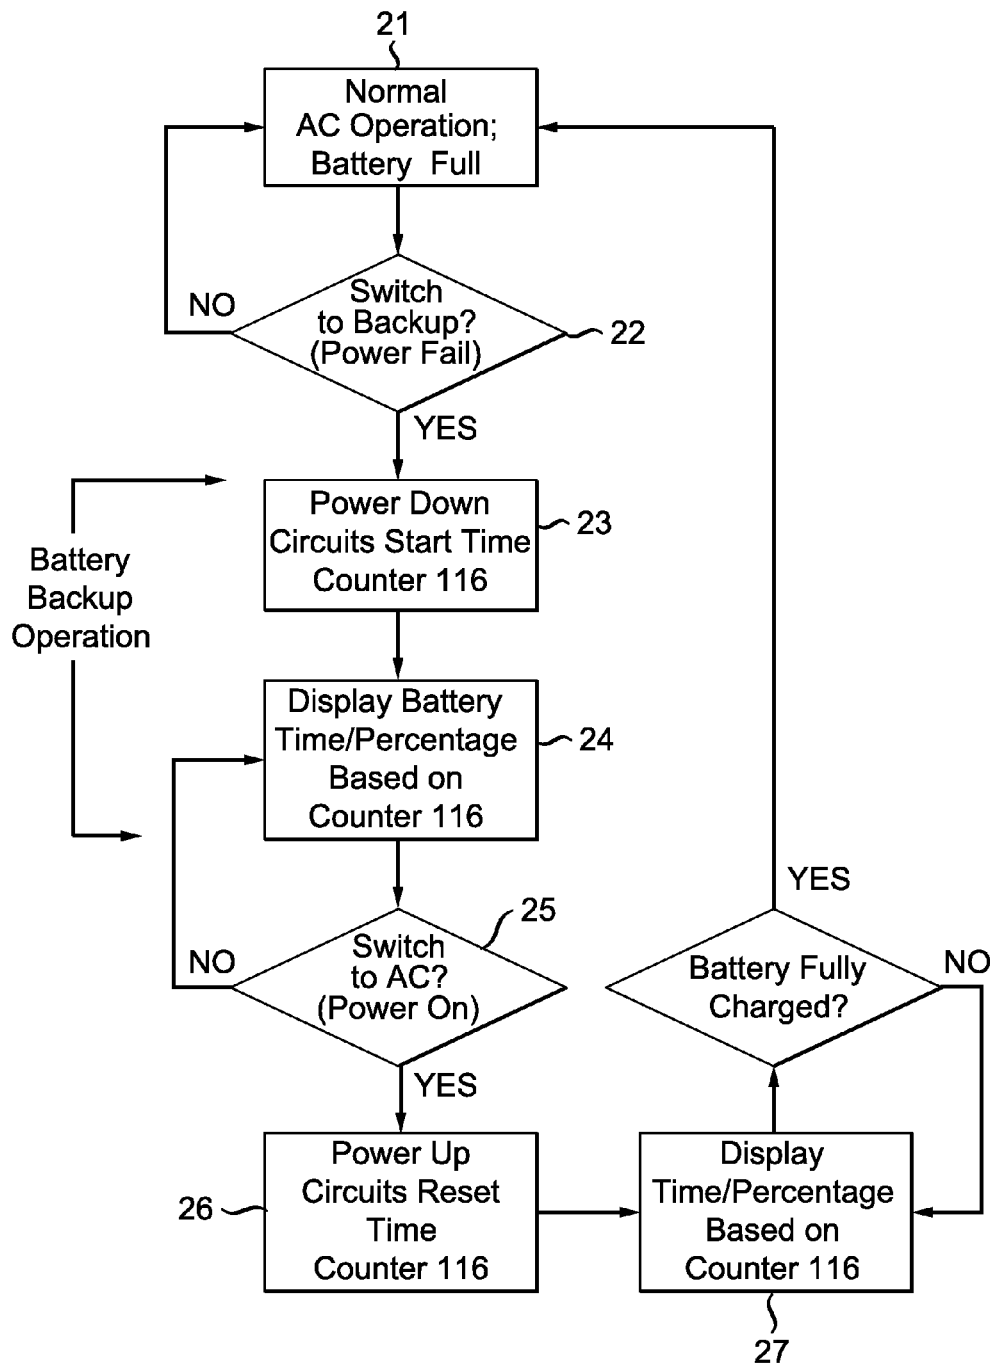 21
Normal
AC Operation;
Battery Full
NO
Switch
to Backup?
(Power Fail)
22
YES
Power Down
Circuits Start Time
Counter 116
23
Battery
Backup
Operation
Display Battery
Time/Percentage
Based on
Counter 116
24
25
NO
Switch
to AC?
(Power On)
YES
YES
Battery Fully
Charged?
NO
Power Up
Circuits Reset
Time
Counter 116
26
Display
Time/Percentage
Based on
Counter 116
27